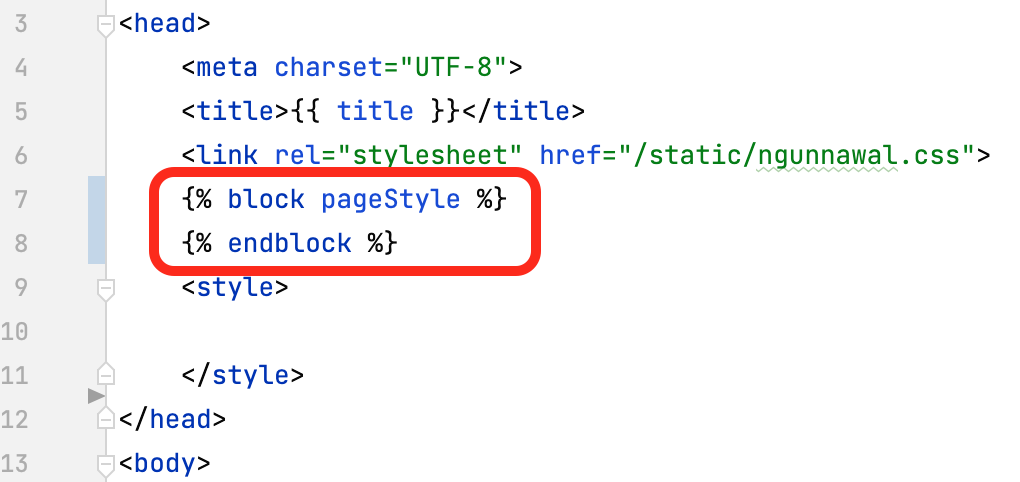 3 <head>
4 <meta charset="UTF-8">
5 <title>{{ title }}</title>
6 <link rel="stylesheet" href="/static/ngunnawal.css">
7 {% block pageStyle %}
8 {% endblock %}
9 <style>
10
11 </style>
12 </head>
13 <body>